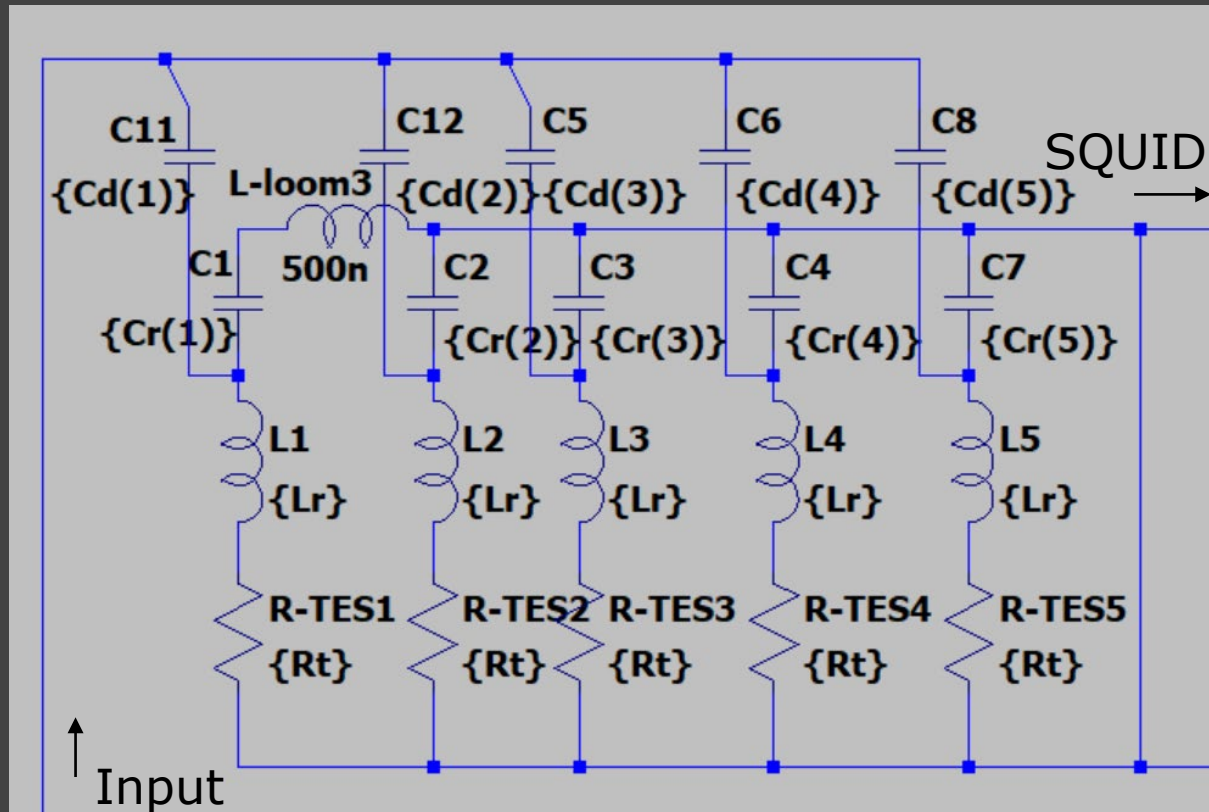 C11
C12
C5
C6
C8
SQUID
{Cd(1)}
L-loom3
{Cd(2)}
{Cd(3)}
{Cd(4)}
{Cd(5)}
C1
500n
C2
C3
C4
C7
{Cr(1)}
{Cr(2)}
{Cr(3)}
{Cr(4)}
{Cr(5)}
L1
L2
L3
L4
L5
{Lr}
{Lr}
{Lr}
{Lr}
{Lr}
R-TES1
R-TES2
R-TES3
R-TES4
R-TES5
{Rt}
{Rt}
{Rt}
{Rt}
{Rt}
Input